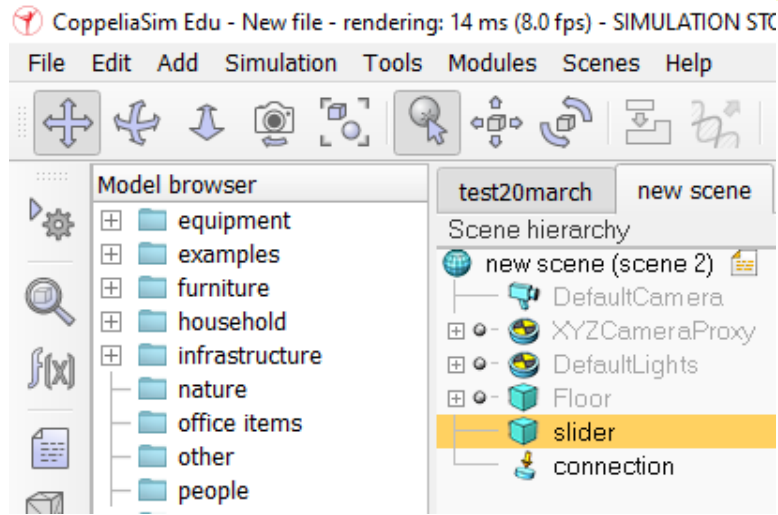 CoppeliaSim Edu - New file - rendering: 14 ms (8.0 fps) - SIMULATION STO
File Edit Add Simulation Tools Modules Scenes Help
f(x)
Model browser
equipment
examples
furniture
household
infrastructure
nature
office items
other
people
test20march new scene
Scene hierarchy
new scene (scene 2)
DefaultCamera
XYZCameraProxy
DefaultLights
Floor
slider
connection